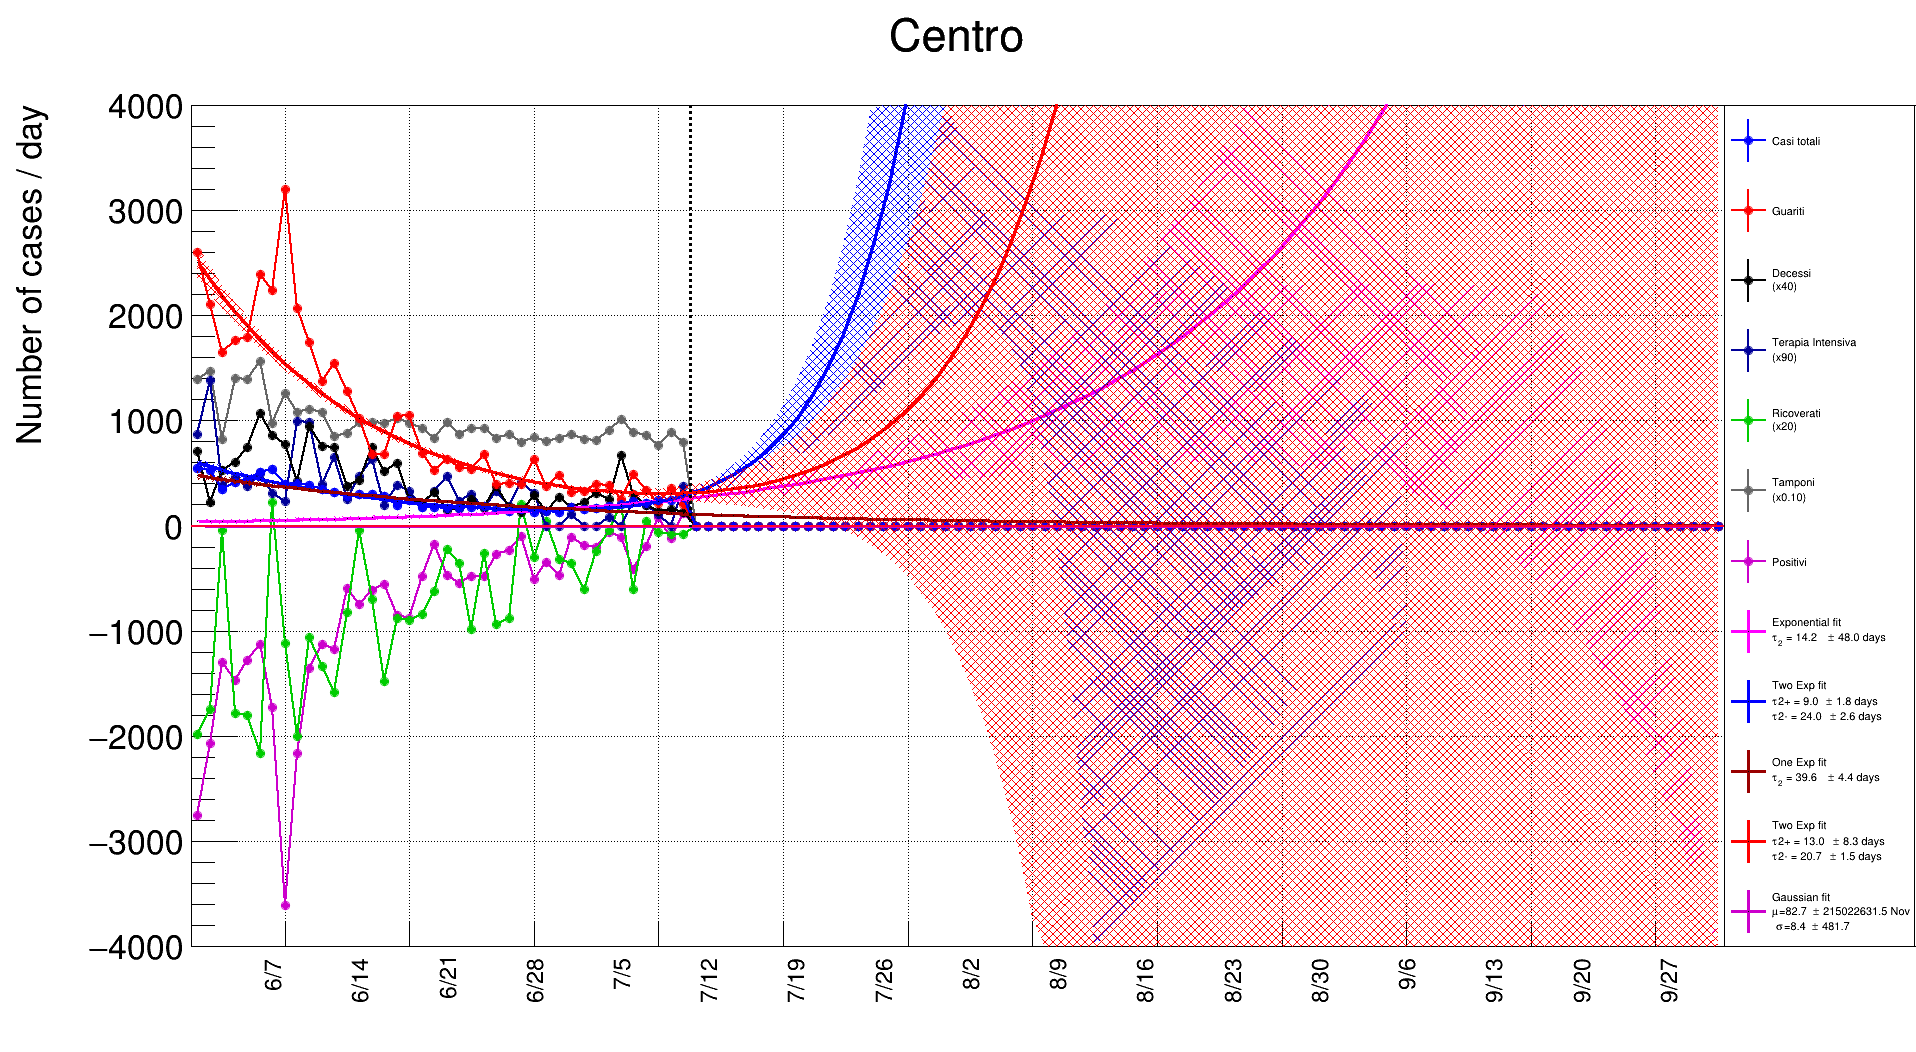 Centro
Number of cases / day
4000
3000
2000
1000
0
−1000
−2000
−3000
−4000
6/7
6/14
6/21
6/28
7/5
7/12
7/19
7/26
8/2
8/9
8/16
8/23
8/30
9/6
9/13
9/20
9/27
Casi totali
Guariti
Decessi
(x40)
Terapia Intensiva
(x90)
Ricoverati
(x20)
Tamponi
(x0.10)
Positivi
Exponential fit
τ2 = 14.2 ± 48.0 days
Two Exp fit
τ2+ = 9.0 ± 1.8 days
τ2- = 24.0 ± 2.6 days
One Exp fit
τ2 = 39.6 ± 4.4 days
Two Exp fit
τ2+ = 13.0 ± 8.3 days
τ2- = 20.7 ± 1.5 days
Gaussian fit
μ=82.7 ± 215022631.5 Nov
σ=8.4 ± 481.7